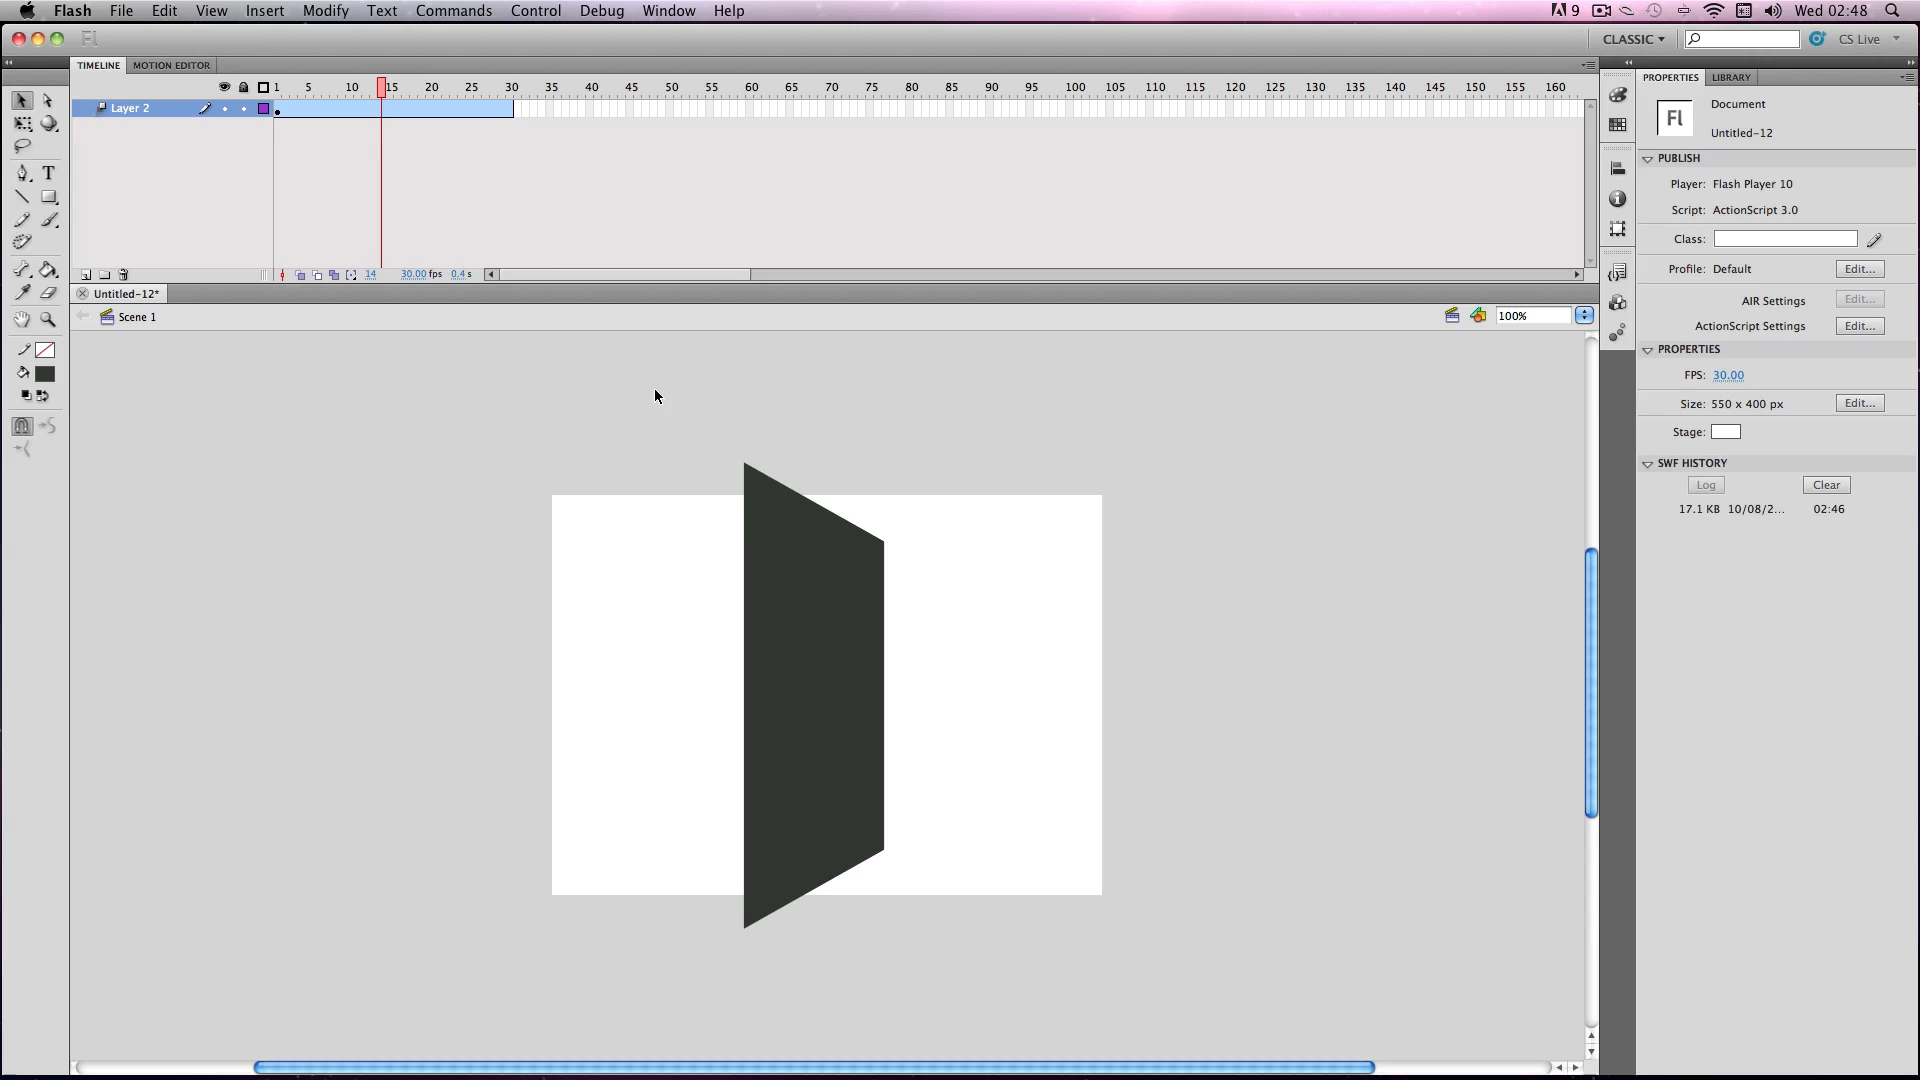 Flash File Edit View Insert Modify Text Commands Control Debug Window Help 9 Wed 02:48
Fl CLASSIC CS Live
TIMELINE MOTION EDITOR
1 5 10 15 20 25 30 35 40 45 50 55 60 65 70 75 80 85 90 95 100 105 110 115 120 125 130 135 140 145 150 155 160
Layer 2
14 30.00 fps 0.4 s
Untitled-12*
Scene 1 100%
T
PROPERTIES LIBRARY
Fl
Document
Untitled-12
PUBLISH
Player: Flash Player 10
Script: ActionScript 3.0
Class:
Profile: Default Edit...
AIR Settings Edit...
ActionScript Settings Edit...
PROPERTIES
FPS: 30.00
Size: 550 x 400 px Edit...
Stage:
SWF HISTORY
Log Clear
17.1 KB 10/08/2... 02:46